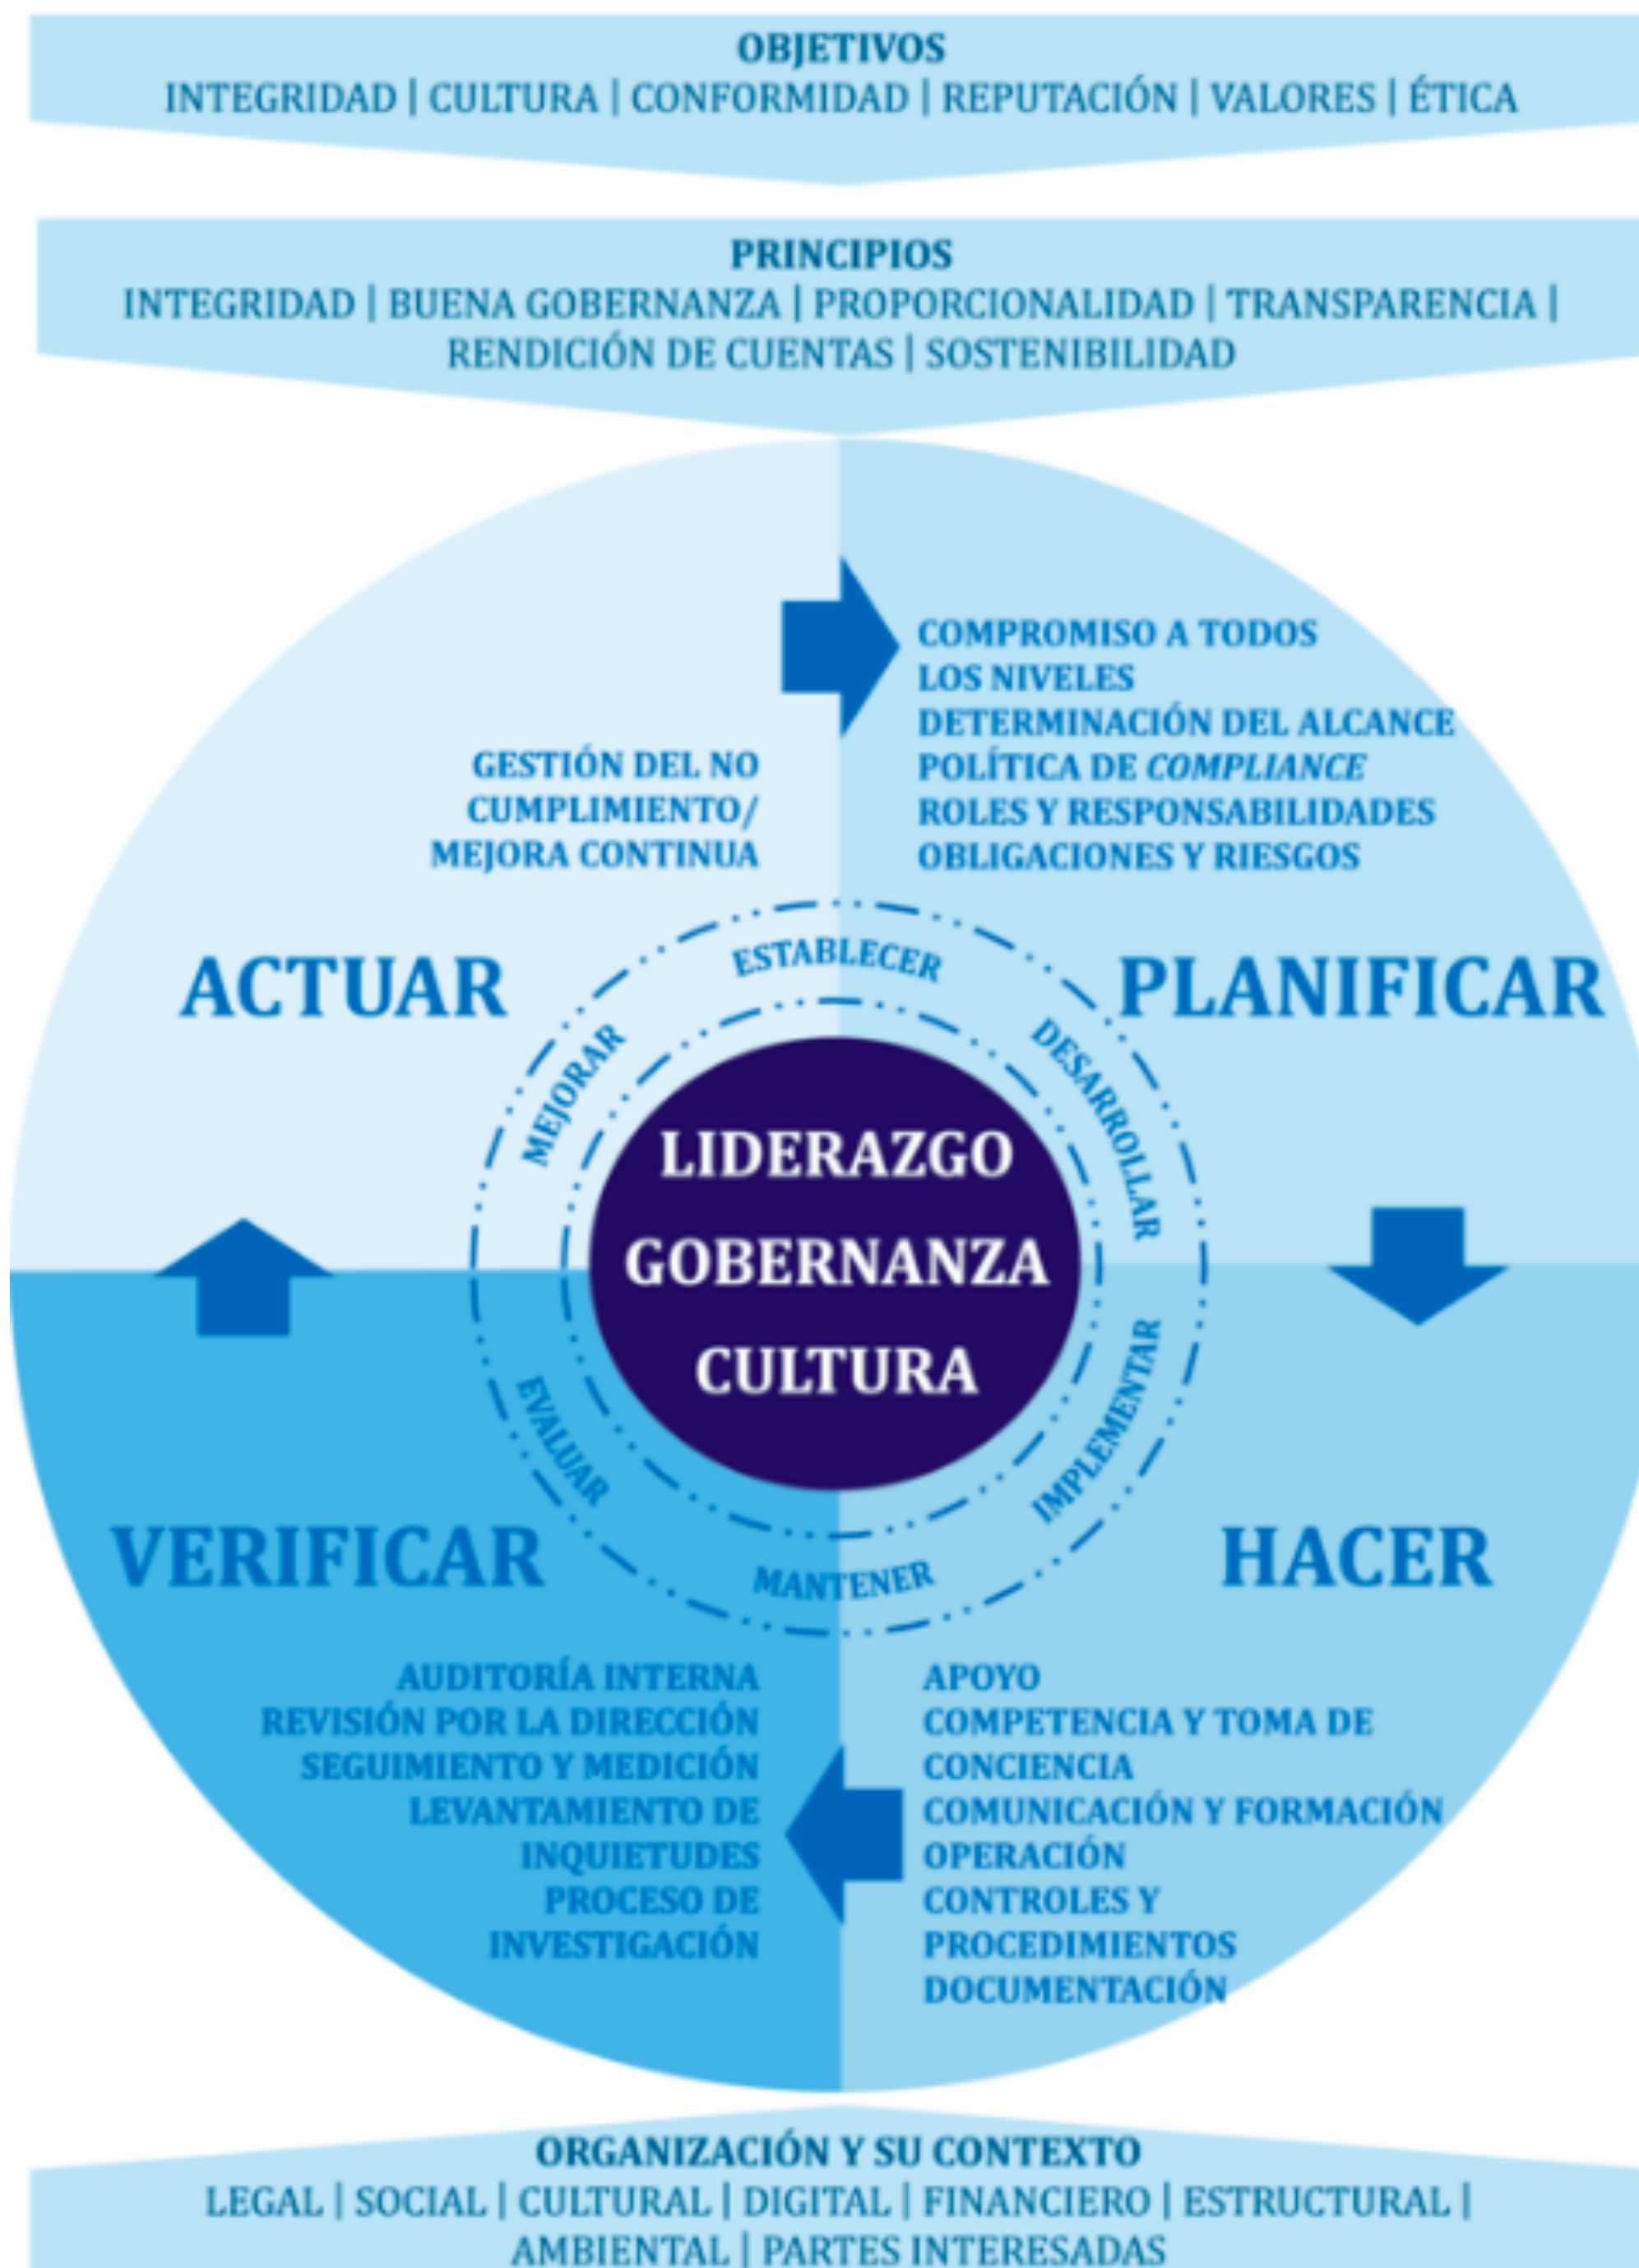 OBJETIVOS
INTEGRIDAD | CULTURA | CONFORMIDAD | REPUTACIÓN | VALORES | ÉTICA
PRINCIPIOS
INTEGRIDAD | BUENA GOBERNANZA | PROPORCIONALIDAD | TRANSPARENCIA |
RENDICIÓN DE CUENTAS | SOSTENIBILIDAD
GESTIÓN DEL NO
CUMPLIMIENTO/
MEJORA CONTINUA
ACTUAR
COMPROMISO A TODOS
LOS NIVELES
DETERMINACIÓN DEL ALCANCE
POLÍTICA DE COMPLIANCE
ROLES Y RESPONSABILIDADES
OBLIGACIONES Y RIESGOS
PLANIFICAR
ESTABLECER
DESARROLLAR
IMPLEMENTAR
MANTENER
EVALUAR
MEJORAR
LIDERAZGO
GOBERNANZA
CULTURA
VERIFICAR
AUDITORÍA INTERNA
REVISIÓN POR LA DIRECCIÓN
SEGUIMIENTO Y MEDICIÓN
LEVANTAMIENTO DE
INQUIETUDES
PROCESO DE
INVESTIGACIÓN
HACER
APOYO
COMPETENCIA Y TOMA DE
CONCIENCIA
COMUNICACIÓN Y FORMACIÓN
OPERACIÓN
CONTROLES Y
PROCEDIMIENTOS
DOCUMENTACIÓN
ORGANIZACIÓN Y SU CONTEXTO
LEGAL | SOCIAL | CULTURAL | DIGITAL | FINANCIERO | ESTRUCTURAL |
AMBIENTAL | PARTES INTERESADAS